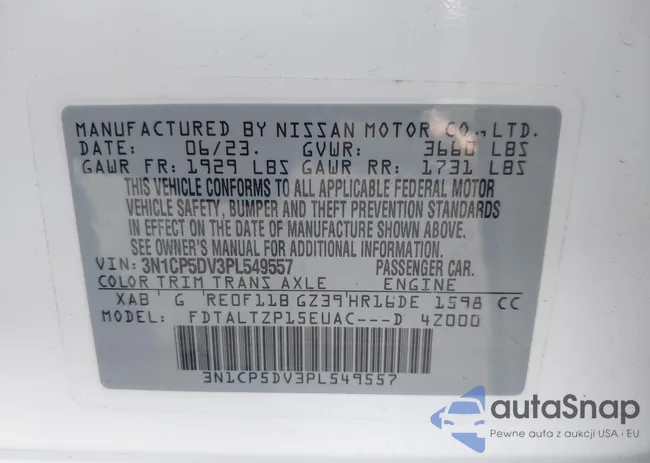 MANUFACTURED BY NISSAN MOTOR CO., LTD.
DATE: 06/23. GVWR: 3660 LBS
GAWR FR: 1929 LBS GAWR RR: 1731 LBS
THIS VEHICLE CONFORMS TO ALL APPLICABLE FEDERAL MOTOR
VEHICLE SAFETY, BUMPER AND THEFT PREVENTION STANDARDS
IN EFFECT ON THE DATE OF MANUFACTURE SHOWN ABOVE.
SEE OWNER'S MANUAL FOR ADDITIONAL INFORMATION.
VIN: 3N1CP5DV3PL549557 PASSENGER CAR.
COLOR TRIM TRANS AXLE ENGINE
XAB G RE0F11B GZ39 HR16DE 1598 CC
MODEL: FDTALTZP15EUAC---D 4Z000
3N1CP5DV3PL549557
autaSnap
Pewne auta z aukcji USA i EU